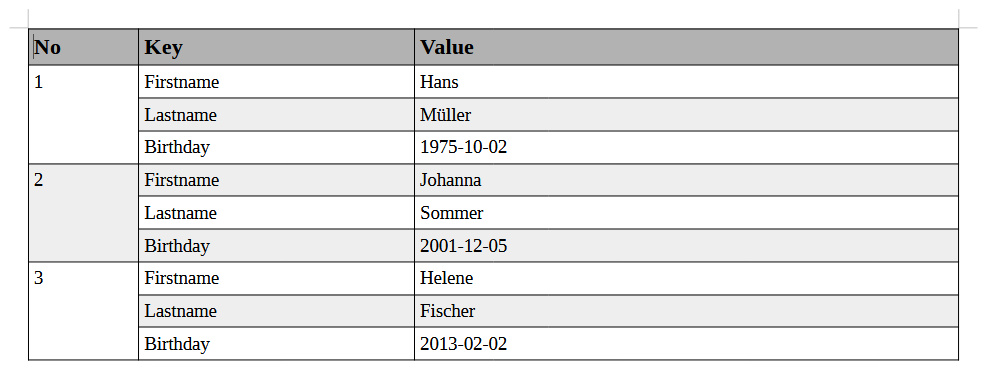 No Key Value
1 Firstname Hans
Lastname Müller
Birthday 1975-10-02
2 Firstname Johanna
Lastname Sommer
Birthday 2001-12-05
3 Firstname Helene
Lastname Fischer
Birthday 2013-02-02